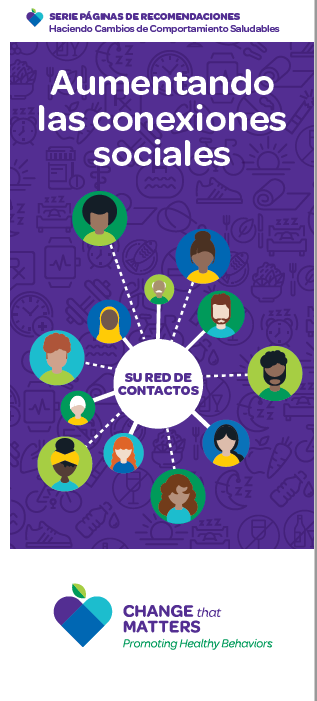 SERIE PÁGINAS DE RECOMENDACIONES
Haciendo Cambios de Comportamiento Saludables
Aumentando
las conexiones
sociales
SU RED DE
CONTACTOS
CHANGE that
MATTERS
Promoting Healthy Behaviors